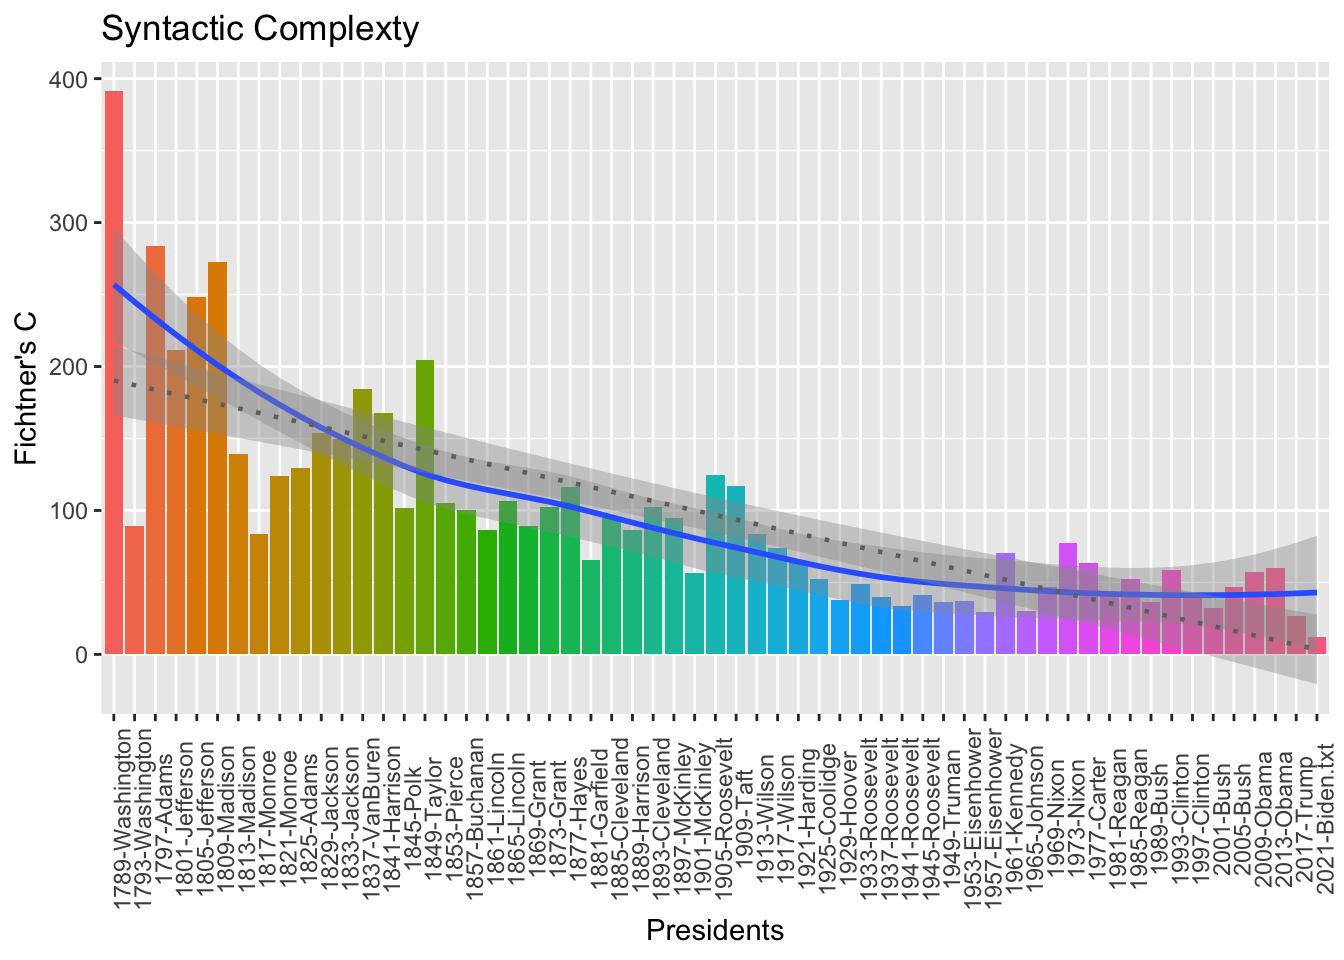 Syntactic Complexty
Fichtner's C
400
300
200
100
0
1789-Washington
1793-Washington
1797-Adams
1801-Jefferson
1805-Jefferson
1809-Madison
1813-Madison
1817-Monroe
1821-Monroe
1825-Adams
1829-Jackson
1833-Jackson
1837-VanBuren
1841-Harrison
1845-Polk
1849-Taylor
1853-Pierce
1857-Buchanan
1861-Lincoln
1865-Lincoln
1869-Grant
1873-Grant
1877-Hayes
1881-Garfield
1885-Cleveland
1889-Harrison
1893-Cleveland
1897-McKinley
1901-McKinley
1905-Roosevelt
1909-Taft
1913-Wilson
1917-Wilson
1921-Harding
1925-Coolidge
1929-Hoover
1933-Roosevelt
1937-Roosevelt
1941-Roosevelt
1945-Roosevelt
1949-Truman
1953-Eisenhower
1957-Eisenhower
1961-Kennedy
1965-Johnson
1969-Nixon
1973-Nixon
1977-Carter
1981-Reagan
1985-Reagan
1989-Bush
1993-Clinton
1997-Clinton
2001-Bush
2005-Bush
2009-Obama
2013-Obama
2017-Trump
2021-Biden.txt
Presidents